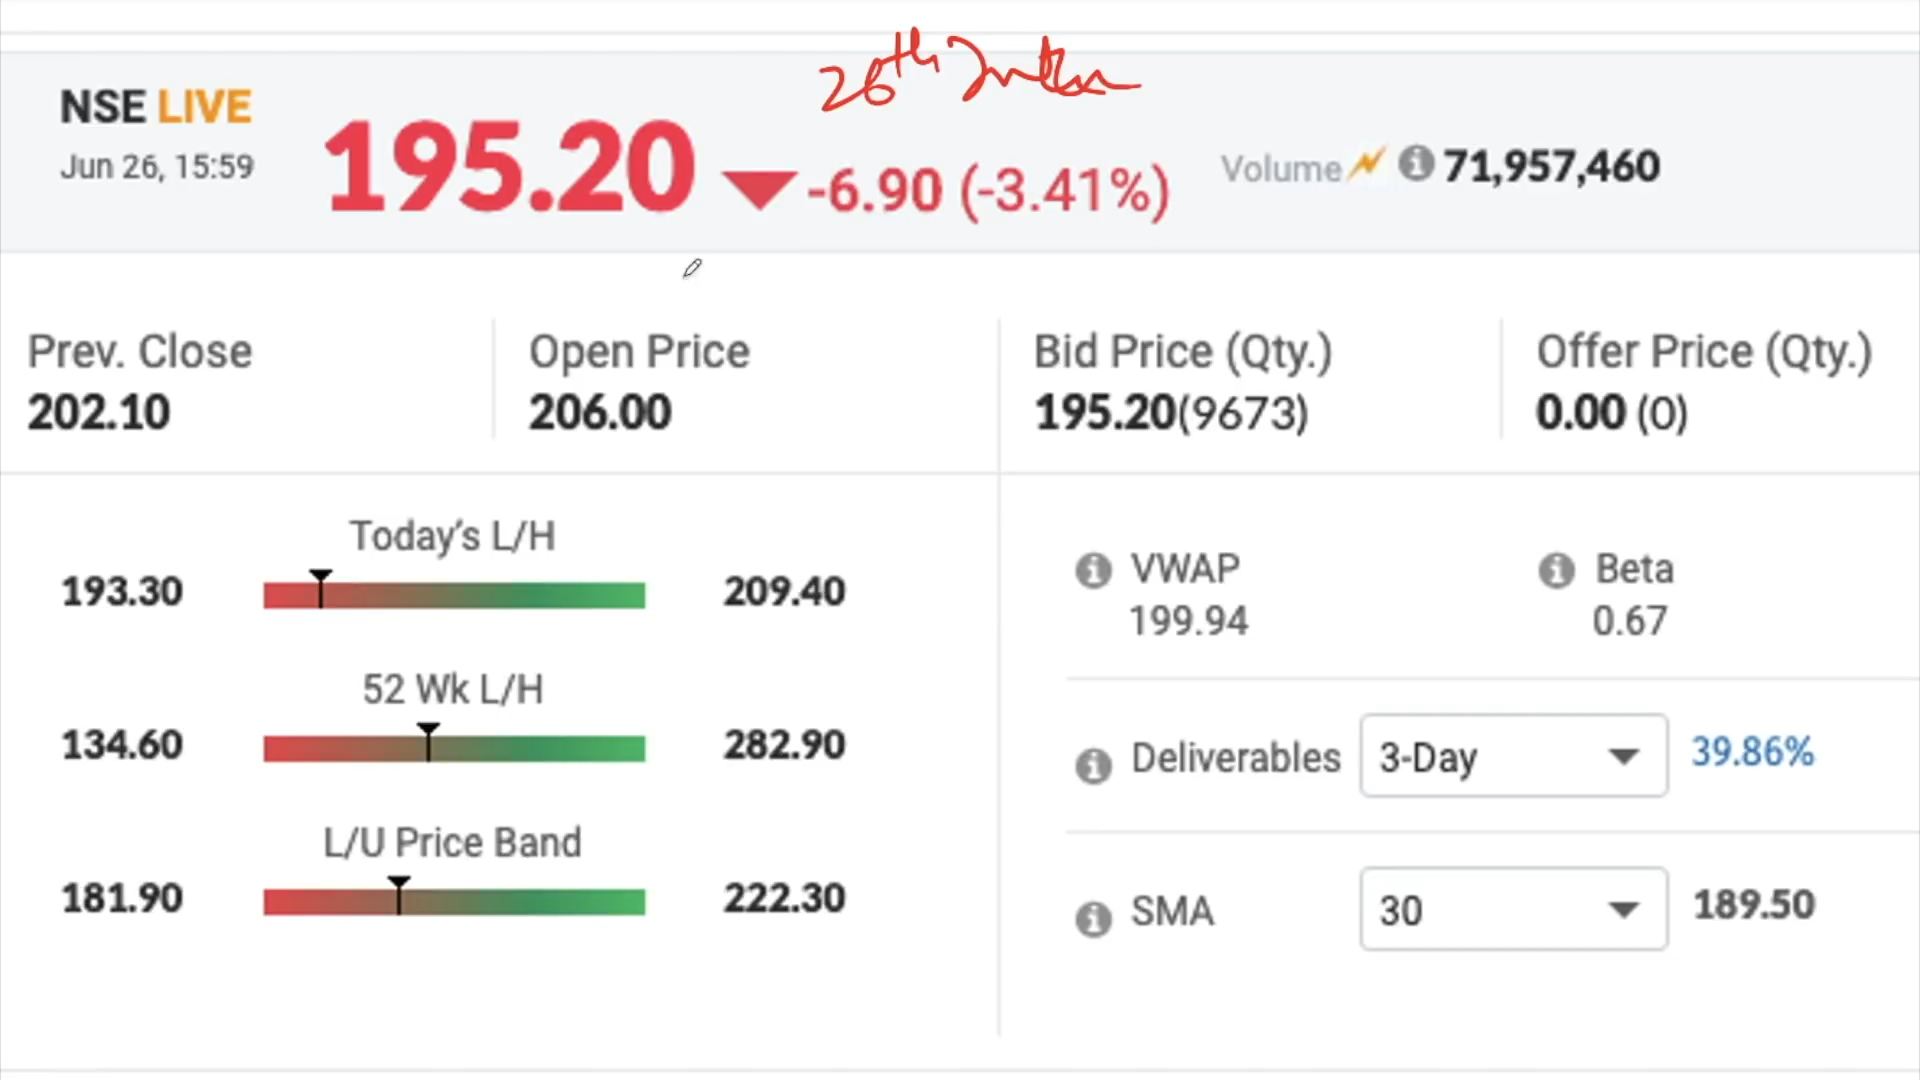 26th
NSE LIVE
Jun 26, 15:59
195.20
-6.90 (-3.41%)
Volume 71,957,460
Prev. Close
202.10
Open Price
206.00
Bid Price (Qty.)
195.20(9673)
Offer Price (Qty.)
0.00 (0)
Today's L/H
193.30 209.40
52 Wk L/H
134.60 282.90
L/U Price Band
181.90 222.30
VWAP
199.94
Beta
0.67
Deliverables 3-Day 39.86%
SMA 30 189.50